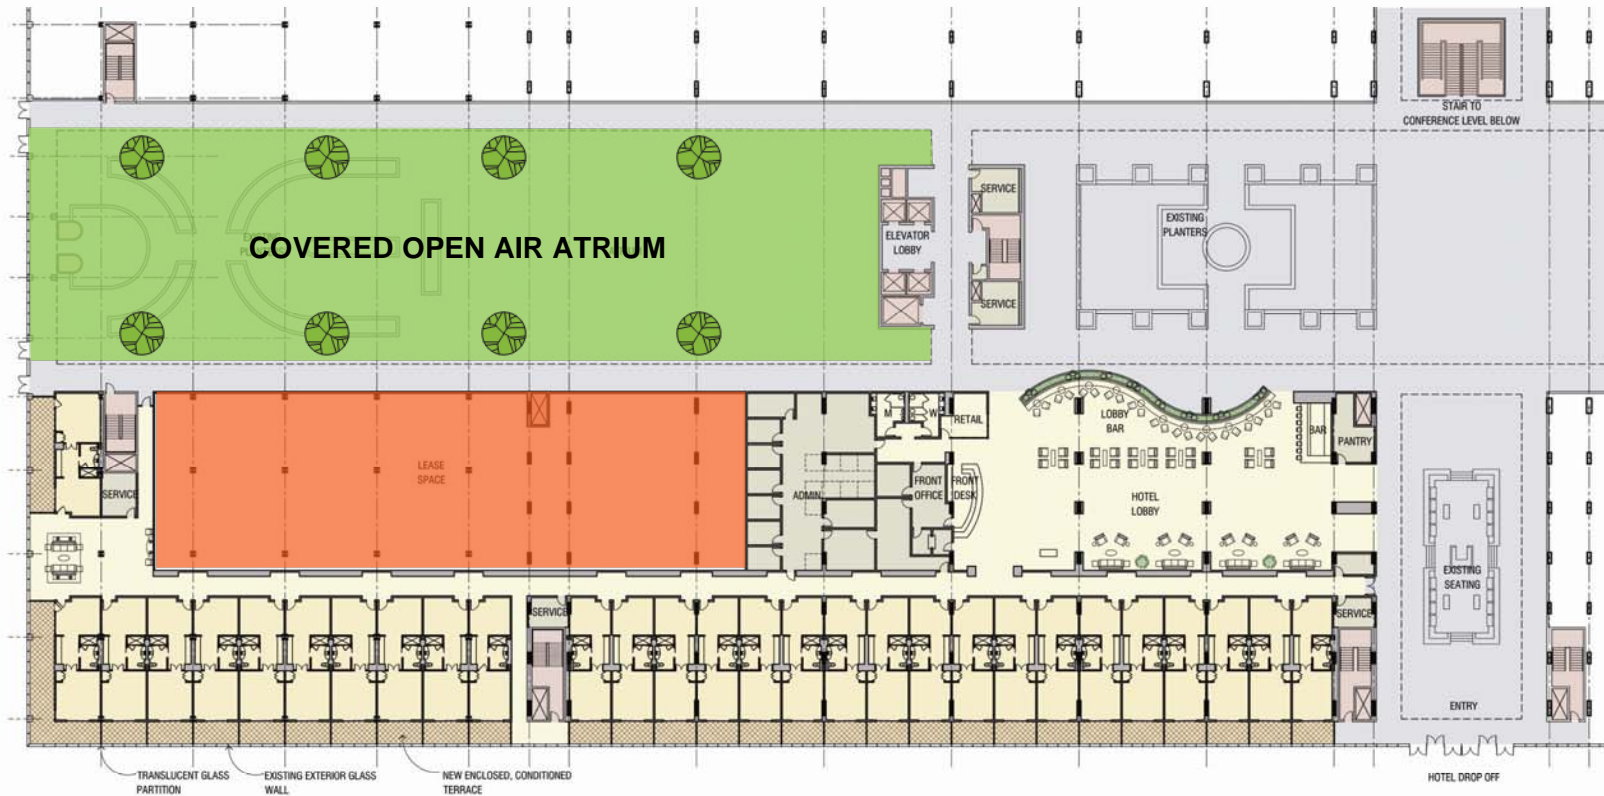 STAIR TO
CONFERENCE LEVEL BELOW
SERVICE
EXISTING
PLANTERS
ELEVATOR
LOBBY
COVERED OPEN AIR ATRIUM
SERVICE
M
W
RETAIL
LOBBY
BAR
BAR
PANTRY
LEASE
SPACE
SERVICE
ADMIN
FRONT
OFFICE
FRONT
DESK
HOTEL
LOBBY
EXISTING
SEATING
SERVICE
SERVICE
ENTRY
TRANSLUCENT GLASS
PARTITION
EXISTING EXTERIOR GLASS
WALL
NEW ENCLOSED, CONDITIONED
TERRACE
HOTEL DROP OFF